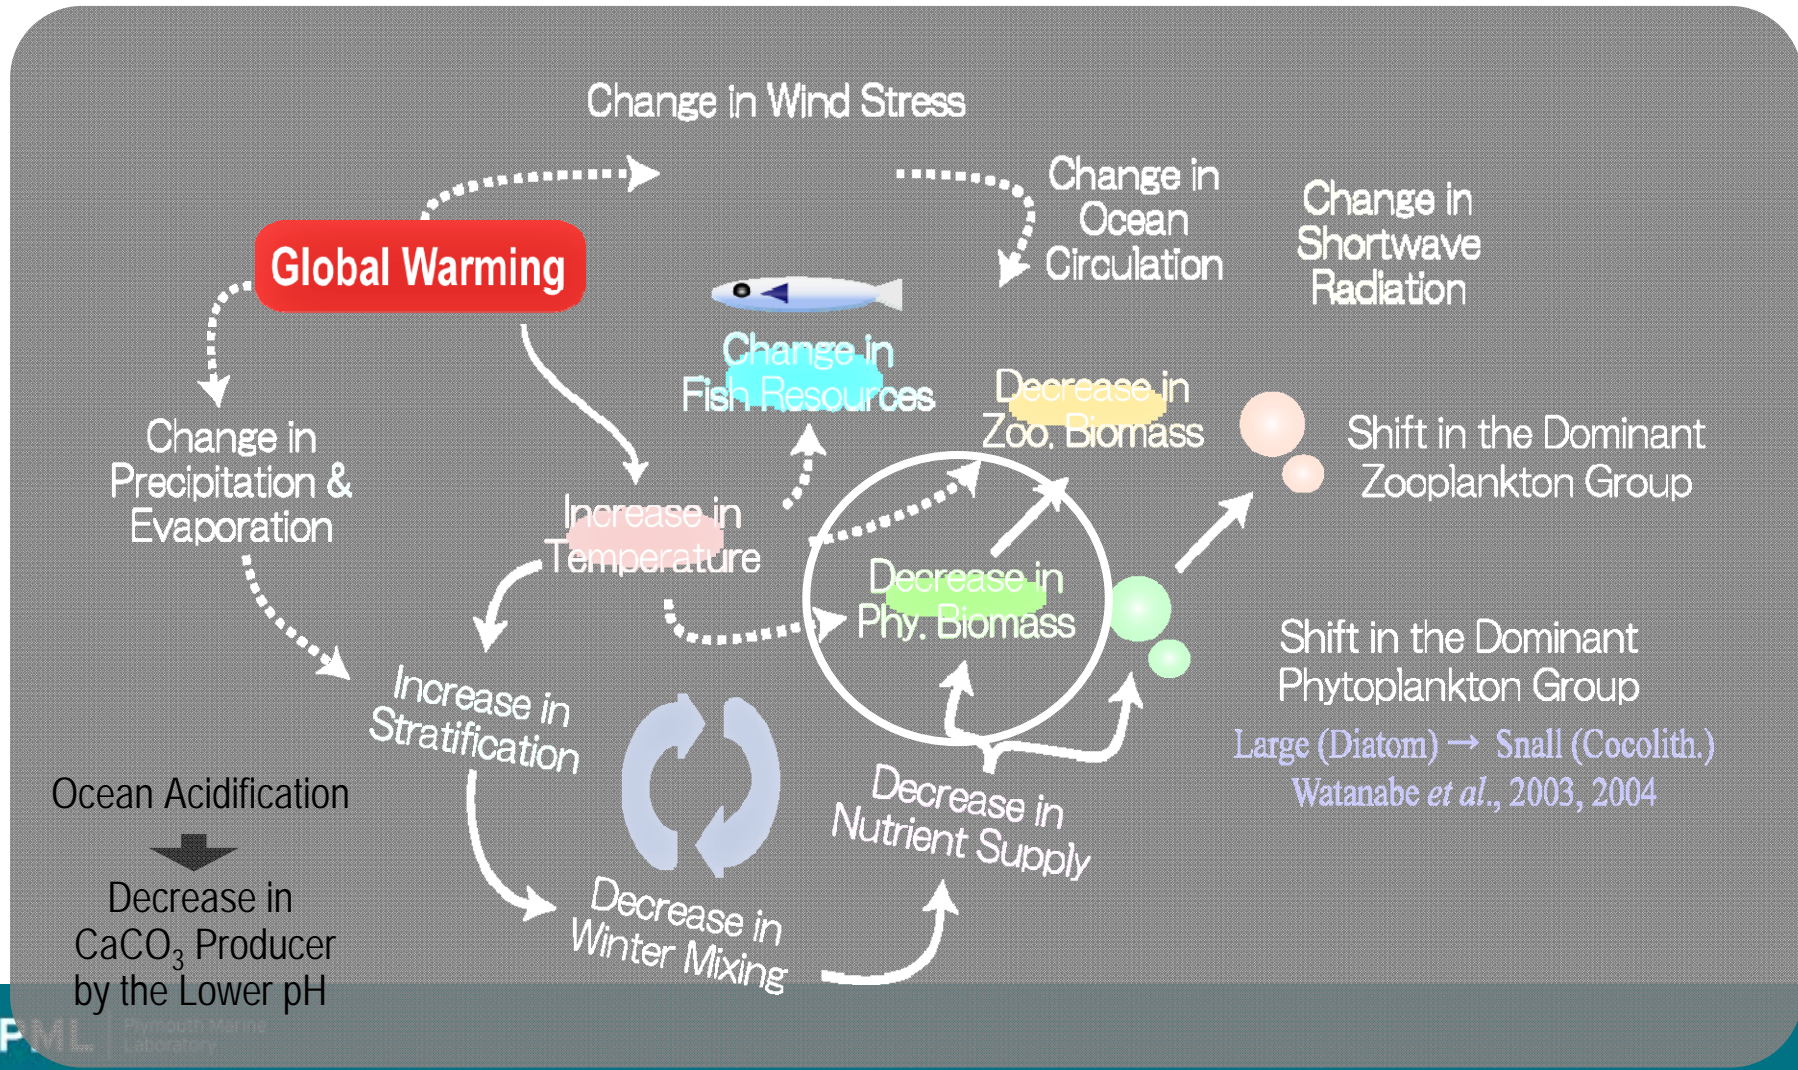 Change in Wind Stress
Change in
Ocean
Circulation
Change in
Shortwave
Radiation
Global Warming
Change in
Fish Resources
Decrease in
Zoo. Biomass
Shift in the Dominant
Zooplankton Group
Change in
Precipitation &
Evaporation
Increase in
Temperature
Decrease in
Phy. Biomass
Shift in the Dominant
Phytoplankton Group
Large (Diatom) → Snall (Cocolith.)
Watanabe et al., 2003, 2004
Increase in
Stratification
Decrease in
Nutrient Supply
Decrease in
Winter Mixing
Ocean Acidification
Decrease in
CaCO₃ Producer
by the Lower pH
PML
Plymouth Marine
Laboratory